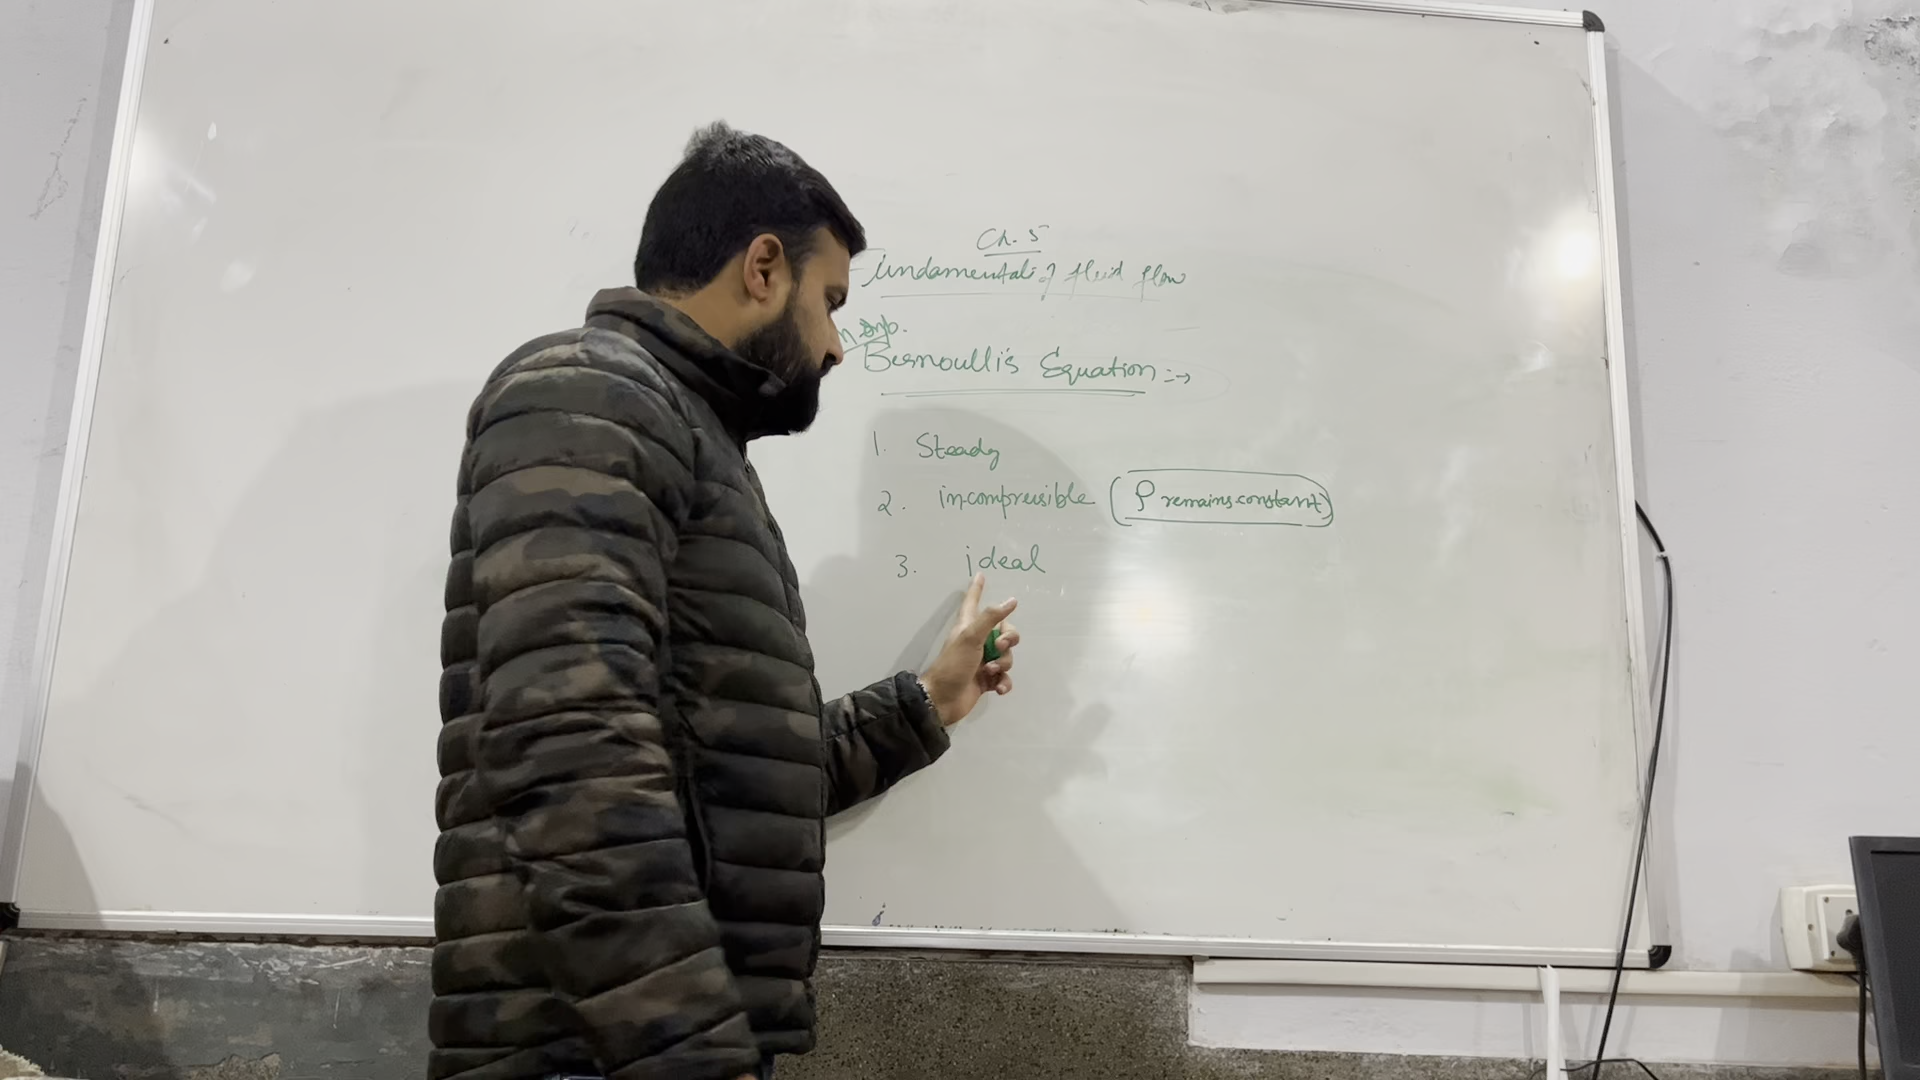 Ch. 5
Fundamentals of fluid flow
Bernoulli's Equation :→
1. Steady
2. incompressible (ρ remains constant)
3. ideal